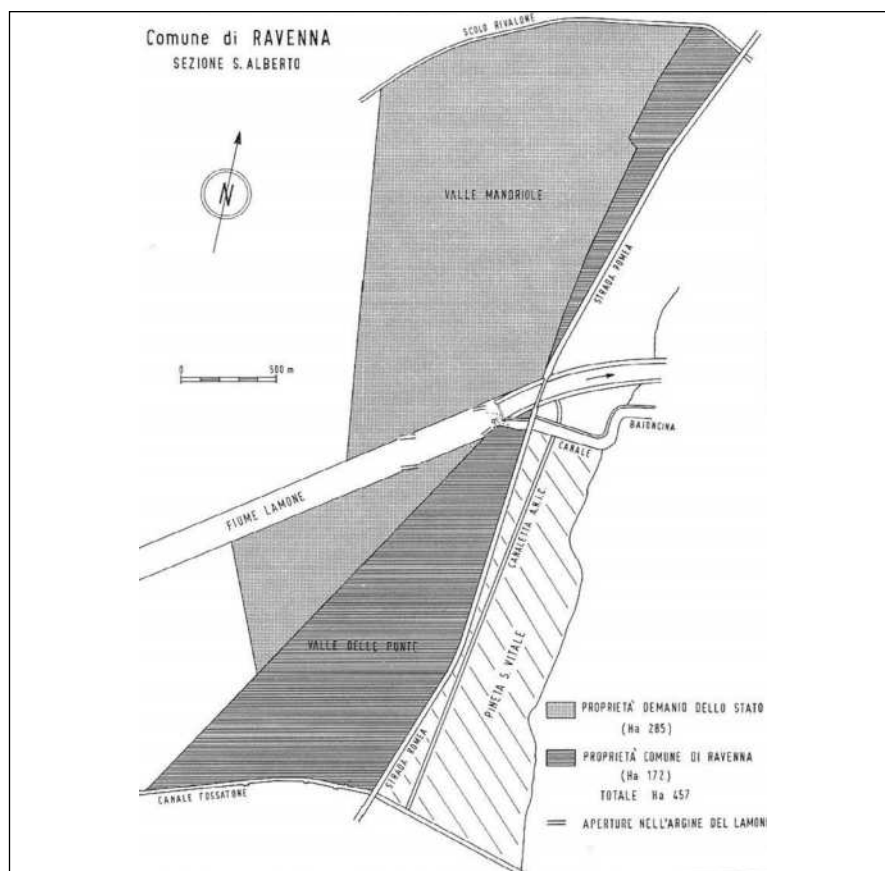 Comune di RAVENNA
SEZIONE S. ALBERTO
SCOLO RIVALONE
N
VALLE MANDRIOLE
STRADA ROMEA
0 500 m
BAIONCINA
CANALE
FIUME LAMONE
CANALETTA A.N.I.C.
VALLE DELLE PUNTE
PINETA S. VITALE
STRADA ROMEA
CANALE FOSSATONE
PROPRIETÀ DEMANIO DELLO STATO
(Ha 285)
PROPRIETÀ COMUNE DI RAVENNA
(Ha 172)
TOTALE Ha 457
APERTURE NELL'ARGINE DEL LAMONE